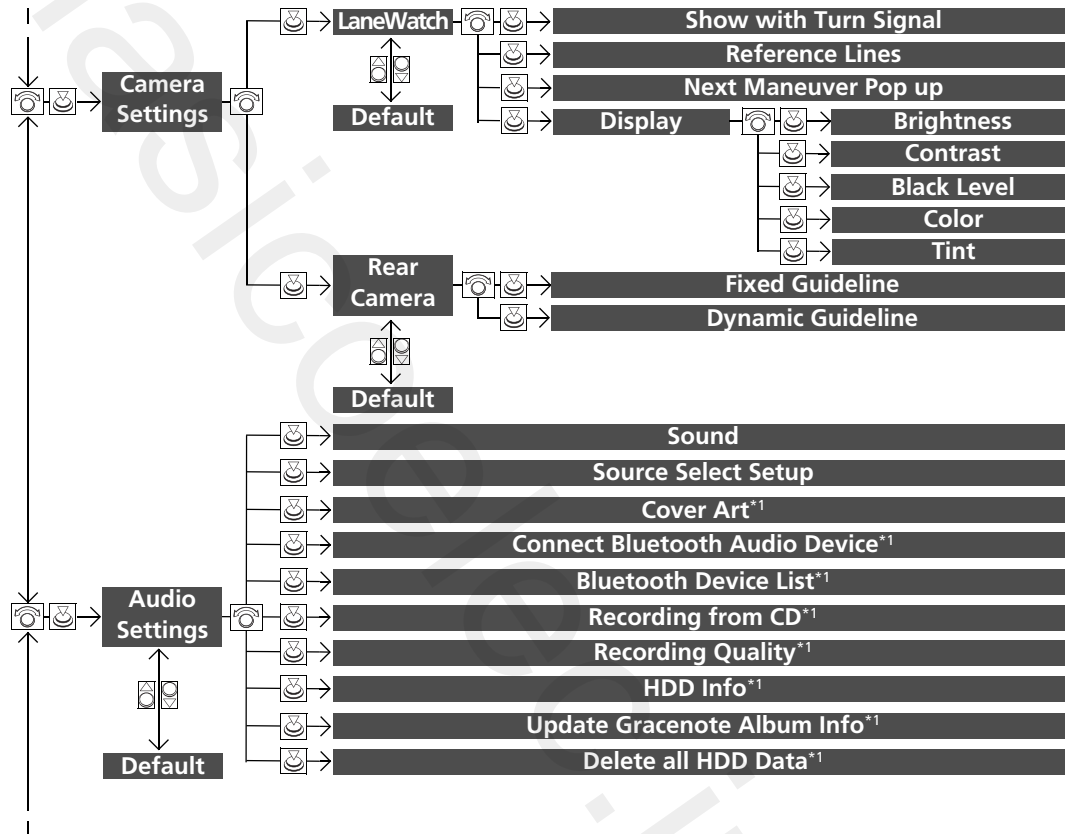 LaneWatch
Show with Turn Signal
Reference Lines
Camera
Settings
Next Maneuver Pop up
Default
Display
Brightness
Contrast
Black Level
Color
Tint
Rear
Camera
Fixed Guideline
Dynamic Guideline
Default
Sound
Source Select Setup
Cover Art*1
Connect Bluetooth Audio Device*1
Bluetooth Device List*1
Audio
Settings
Recording from CD*1
Recording Quality*1
HDD Info*1
Update Gracenote Album Info*1
Default
Delete all HDD Data*1